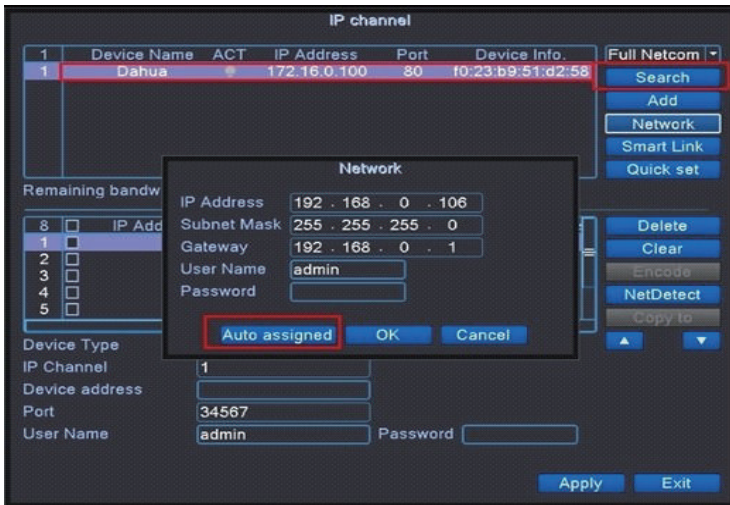 IP channel
1 Device Name ACT IP Address Port Device Info. Full Netcom
1 Dahua 172.16.0.100 80 f0:23:b9:51:d2:58 Search
Add
Network
Smart Link
Quick set
Remaining bandw
Network
IP Address 192 . 168 . 0 . 106
Subnet Mask 255 . 255 . 255 . 0
Gateway 192 . 168 . 0 . 1
User Name admin
Password
Auto assigned OK Cancel
8 IP Add Delete
1 Clear
2 Encode
3 NetDetect
4 Copy to
5
Device Type
IP Channel 1
Device address
Port 34567
User Name admin Password
Apply Exit